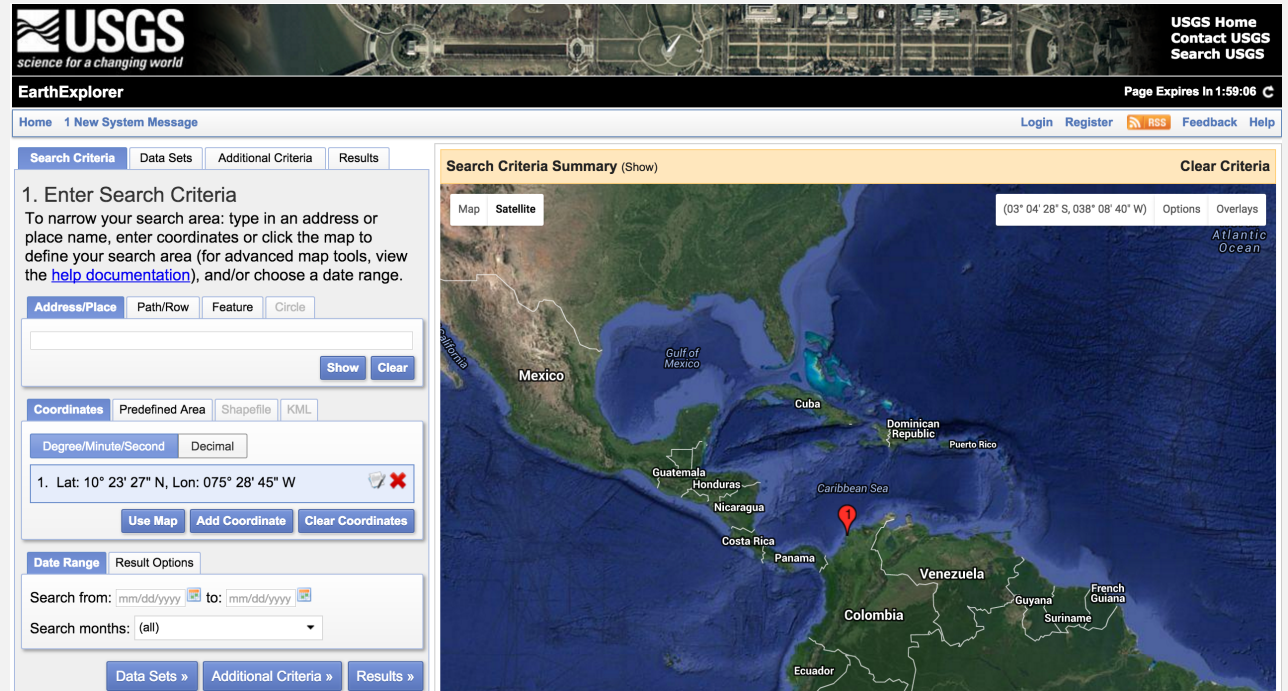 USGS
science for a changing world
USGS Home
Contact USGS
Search USGS
EarthExplorer
Page Expires In 1:59:06
Home 1 New System Message
Login Register RSS Feedback Help
Search Criteria Data Sets Additional Criteria Results
1. Enter Search Criteria
To narrow your search area: type in an address or
place name, enter coordinates or click the map to
define your search area (for advanced map tools, view
the help documentation), and/or choose a date range.
Address/Place Path/Row Feature Circle
Show Clear
Coordinates Predefined Area Shapefile KML
Degree/Minute/Second Decimal
1. Lat: 10° 23' 27" N, Lon: 075° 28' 45" W
Use Map Add Coordinate Clear Coordinates
Date Range Result Options
Search from: mm/dd/yyyy to: mm/dd/yyyy
Search months: (all)
Data Sets » Additional Criteria » Results »
Search Criteria Summary (Show) Clear Criteria
Map Satellite
(03° 04' 28" S, 038° 08' 40" W) Options Overlays
Atlantic
Ocean
California
Gulf of
Mexico
Mexico
Cuba
Dominican
Republic
Puerto Rico
Guatemala
Honduras
Caribbean Sea
Nicaragua
1
Costa Rica
Panama
Venezuela
French
Guiana
Guyana
Suriname
Colombia
Ecuador